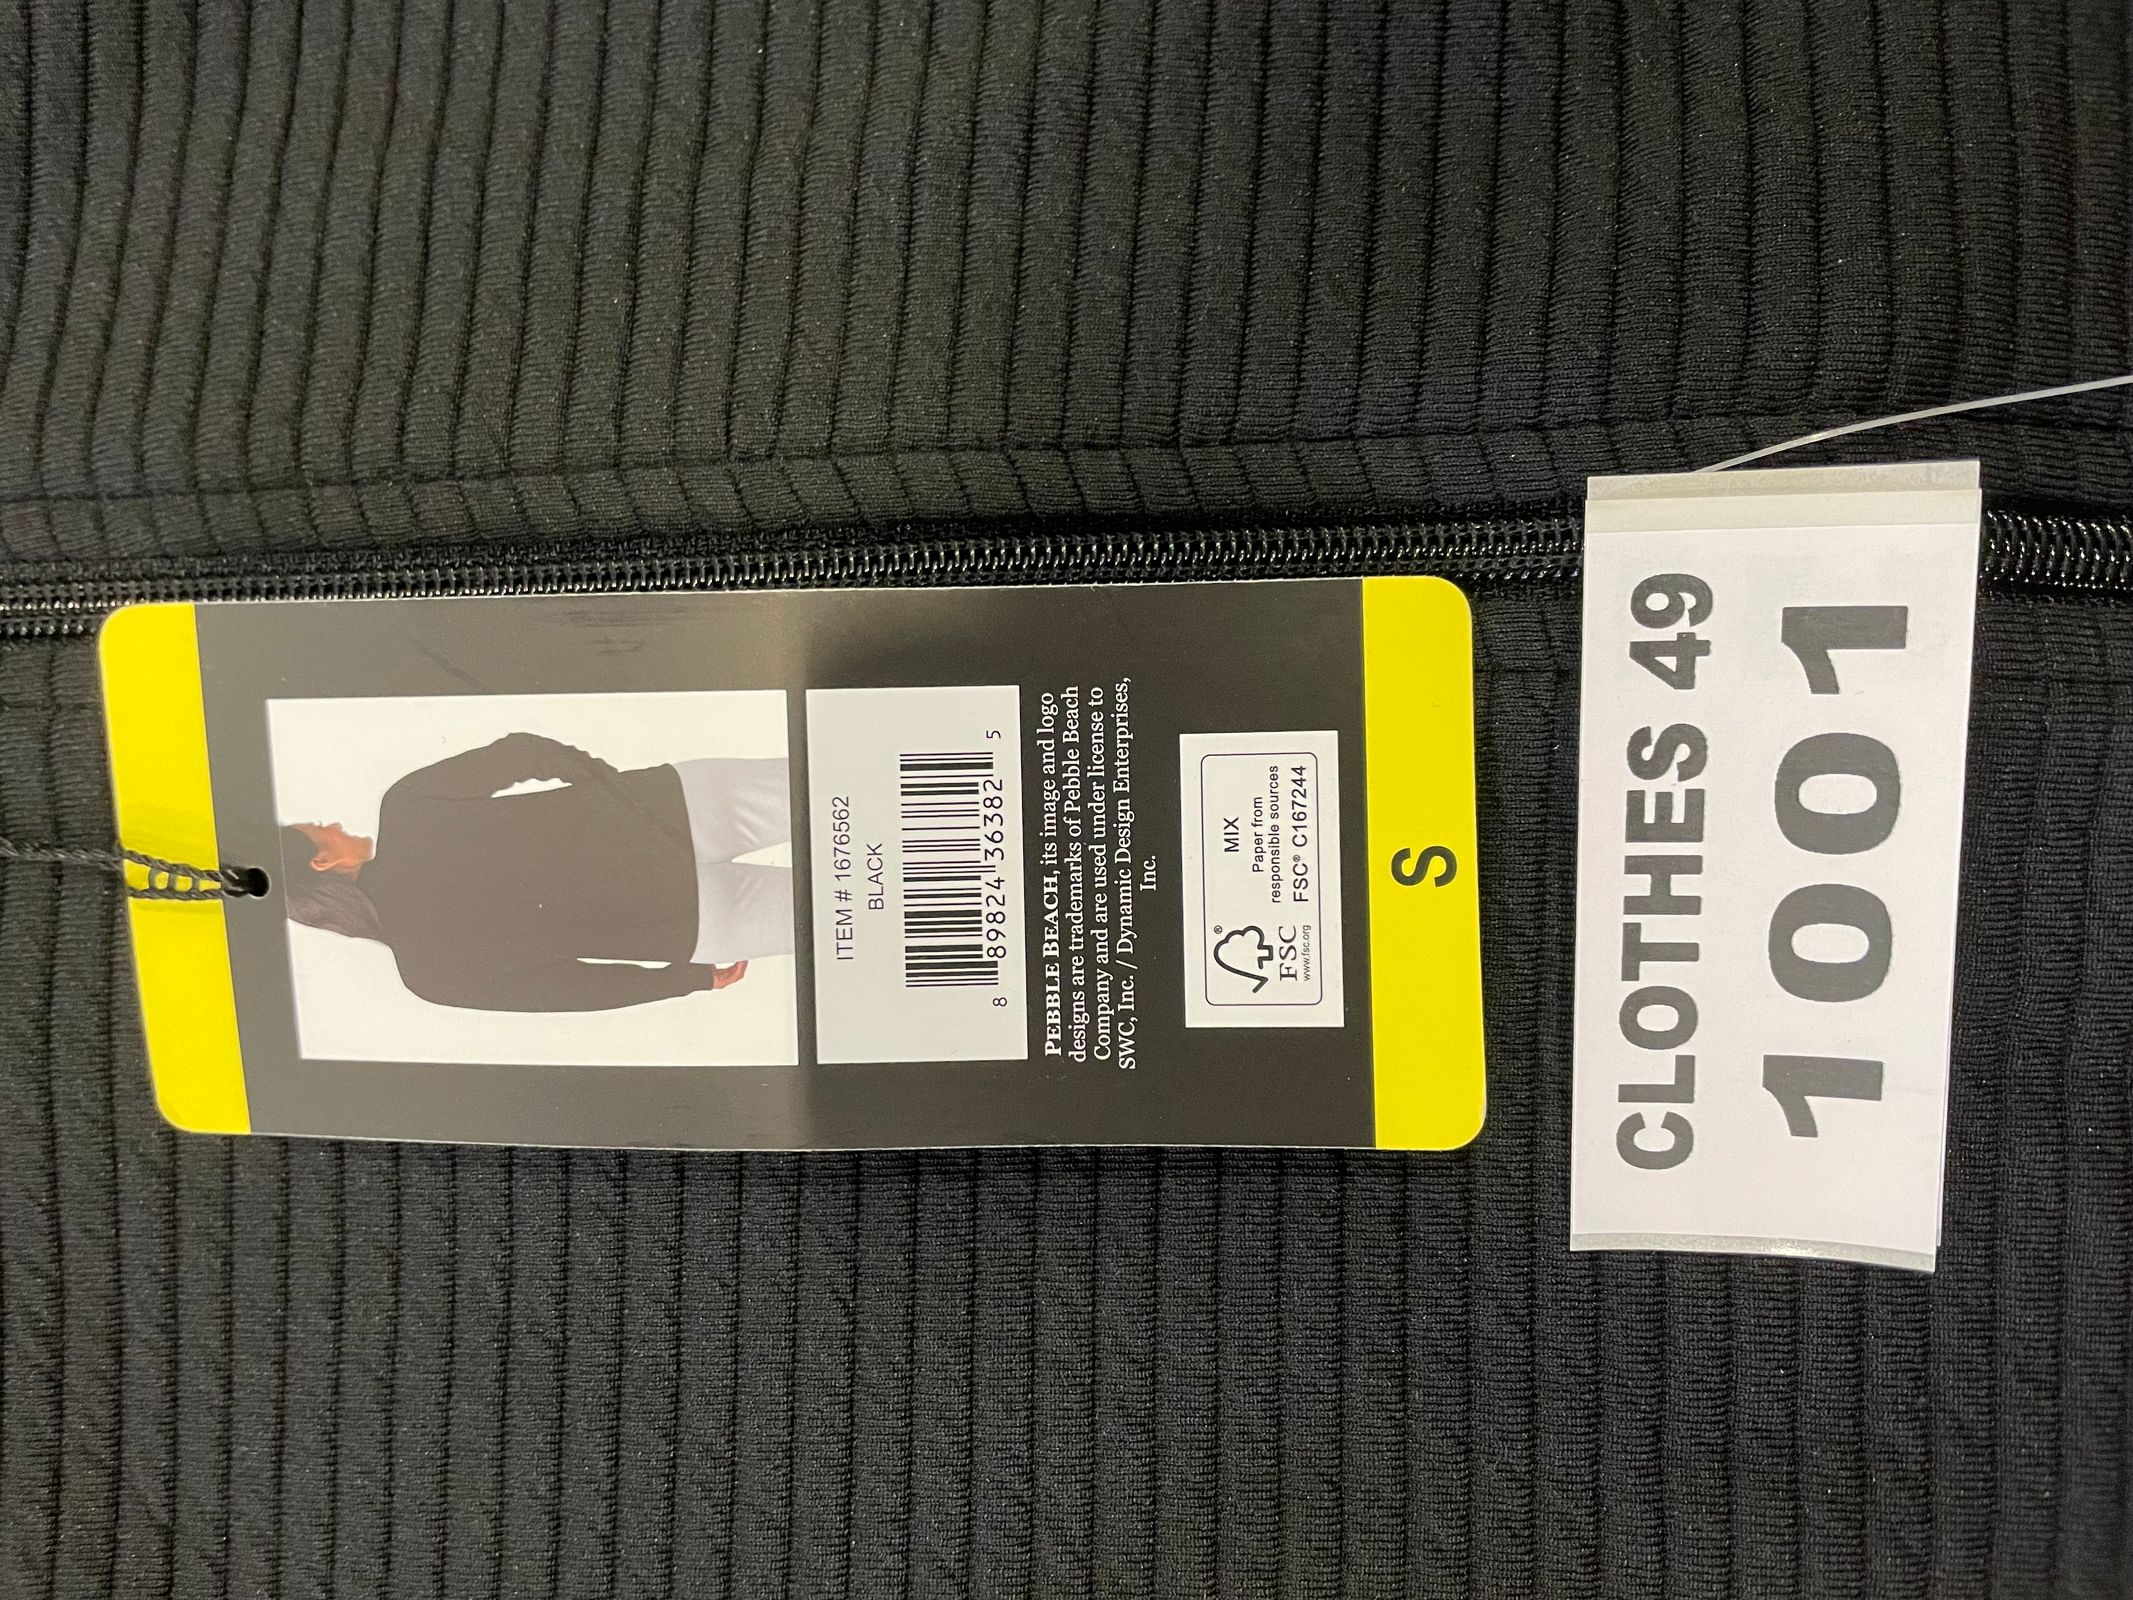 ITEM # 1676562
BLACK
8 89824 36382 5
PEBBLE BEACH, its image and logo
designs are trademarks of Pebble Beach
Company and are used under license to
SWC, Inc. / Dynamic Design Enterprises,
Inc.
FSC®
www.fsc.org
MIX
Paper from
responsible sources
FSC® C167244
S
CLOTHES 49
1001